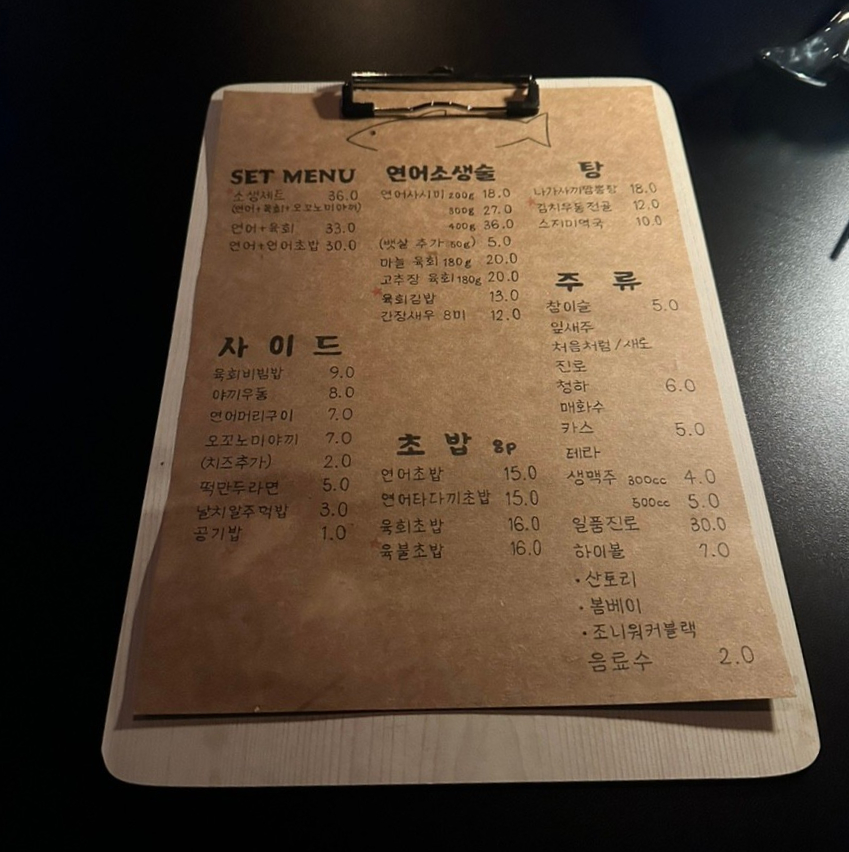 SET MENU
소생세트 36.0
(연어+육회+오꼬노미야끼)
연어+육회 33.0
연어+연어초밥 30.0
사이드
육회비빔밥 9.0
야끼우동 8.0
연어머리구이 7.0
오꼬노미야끼 7.0
(치즈추가) 2.0
떡만두라면 5.0
날치알주먹밥 3.0
공기밥 1.0
연어소생술
연어사시미 200g 18.0
300g 27.0
400g 36.0
(뱃살 추가 50g) 5.0
마늘 육회 180g 20.0
고추장 육회 180g 20.0
육회김밥 13.0
간장새우 8미 12.0
초밥 8p
연어초밥 15.0
연어타다끼초밥 15.0
육회초밥 16.0
육불초밥 16.0
탕
나가사끼짬뽕탕 18.0
김치우동전골 12.0
스지미역국 10.0
주류
참이슬 5.0
잎새주
처음처럼/새로
진로
청하 6.0
매화수
카스 5.0
테라
생맥주 300cc 4.0
500cc 5.0
일품진로 30.0
하이볼 7.0
·산토리
·봄베이
·조니워커블랙
음료수 2.0